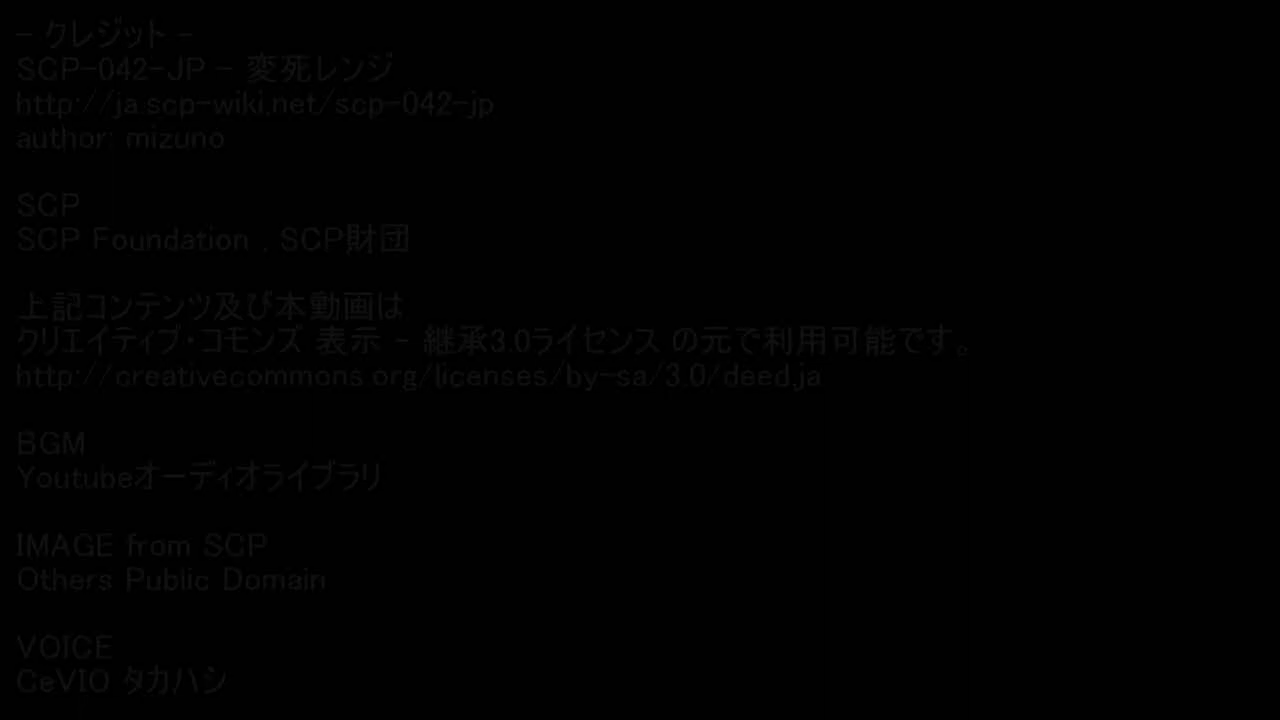 - クレジット -
SCP-042-JP - 変死レンジ
http://ja.scp-wiki.net/scp-042-jp
author: mizuno
SCP
SCP Foundation , SCP財団
上記コンテンツ及び本動画は
クリエイティブ・コモンズ 表示 - 継承3.0ライセンス の元で利用可能です。
http://creativecommons.org/licenses/by-sa/3.0/deed.ja
BGM
Youtubeオーディオライブラリ
IMAGE from SCP
Others Public Domain
VOICE
CeVIO タカハシ